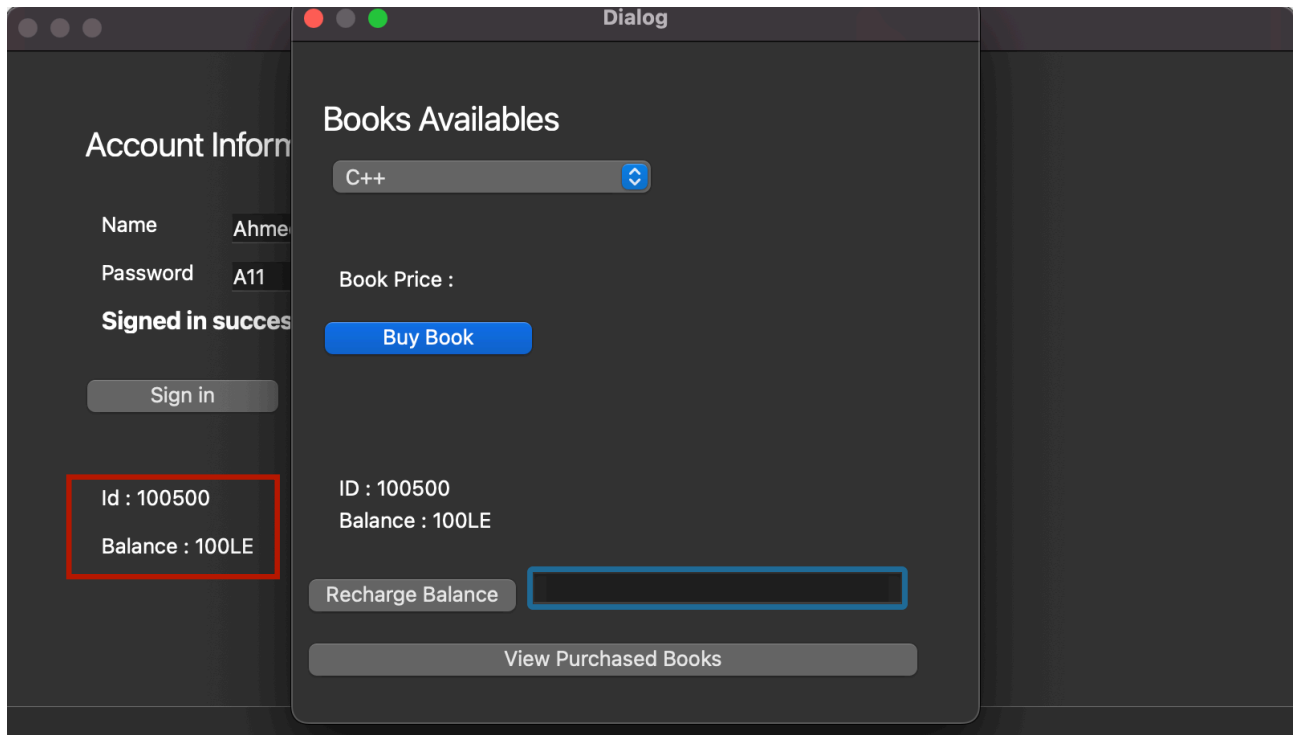 Dialog
Account Inform
Name
Ahme
Password
A11
Signed in succes
Sign in
Id : 100500
Balance : 100LE
Books Availables
C++
Book Price :
Buy Book
ID : 100500
Balance : 100LE
Recharge Balance
View Purchased Books